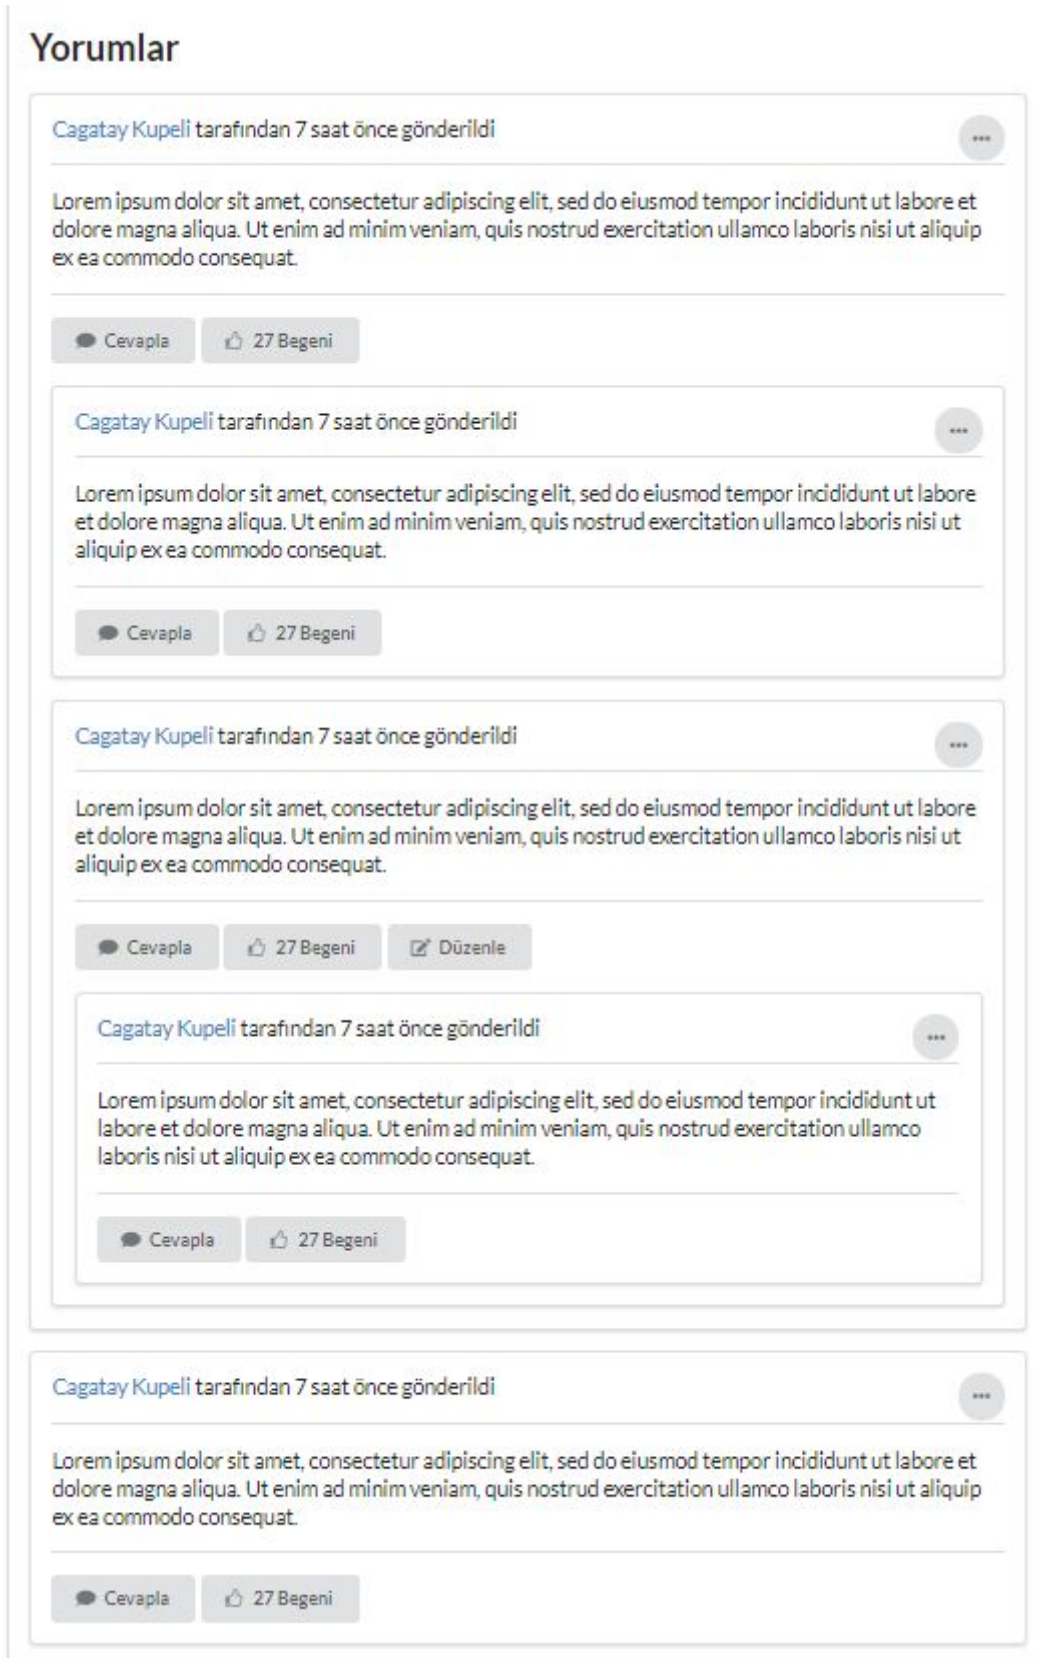 Yorumlar
Cagatay Kupeli tarafından 7 saat önce gönderildi
Lorem ipsum dolor sit amet, consectetur adipiscing elit, sed do eiusmod tempor incididunt ut labore et
dolore magna aliqua. Ut enim ad minim veniam, quis nostrud exercitation ullamco laboris nisi ut aliquip
ex ea commodo consequat.
Cevapla 27 Begeni
Cagatay Kupeli tarafından 7 saat önce gönderildi
Lorem ipsum dolor sit amet, consectetur adipiscing elit, sed do eiusmod tempor incididunt ut labore
et dolore magna aliqua. Ut enim ad minim veniam, quis nostrud exercitation ullamco laboris nisi ut
aliquip ex ea commodo consequat.
Cevapla 27 Begeni
Cagatay Kupeli tarafından 7 saat önce gönderildi
Lorem ipsum dolor sit amet, consectetur adipiscing elit, sed do eiusmod tempor incididunt ut labore
et dolore magna aliqua. Ut enim ad minim veniam, quis nostrud exercitation ullamco laboris nisi ut
aliquip ex ea commodo consequat.
Cevapla 27 Begeni Düzenle
Cagatay Kupeli tarafından 7 saat önce gönderildi
Lorem ipsum dolor sit amet, consectetur adipiscing elit, sed do eiusmod tempor incididunt ut
labore et dolore magna aliqua. Ut enim ad minim veniam, quis nostrud exercitation ullamco
laboris nisi ut aliquip ex ea commodo consequat.
Cevapla 27 Begeni
Cagatay Kupeli tarafından 7 saat önce gönderildi
Lorem ipsum dolor sit amet, consectetur adipiscing elit, sed do eiusmod tempor incididunt ut labore et
dolore magna aliqua. Ut enim ad minim veniam, quis nostrud exercitation ullamco laboris nisi ut aliquip
ex ea commodo consequat.
Cevapla 27 Begeni